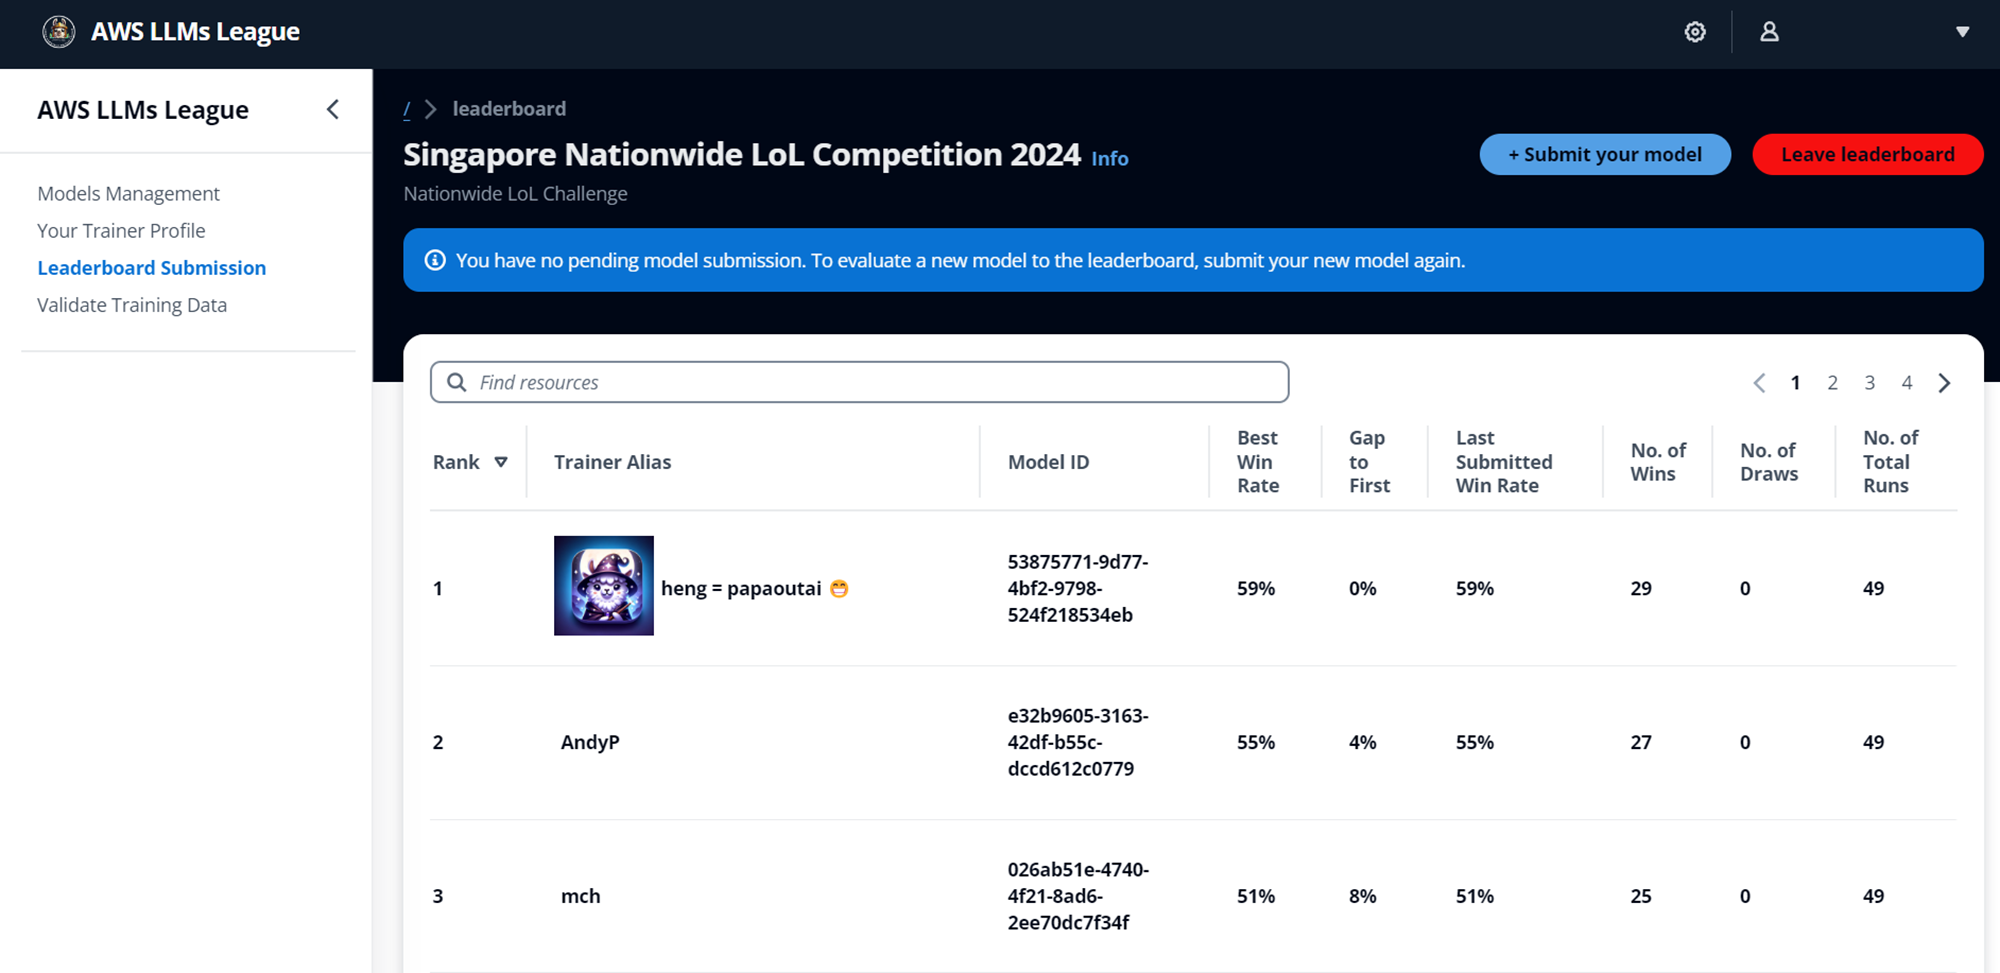 AWS LLMs League
AWS LLMs League
Models Management
Your Trainer Profile
Leaderboard Submission
Validate Training Data
/ > leaderboard
Singapore Nationwide LoL Competition 2024 Info
Nationwide LoL Challenge
+ Submit your model
Leave leaderboard
You have no pending model submission. To evaluate a new model to the leaderboard, submit your new model again.
Find resources
1 2 3 4
Rank
Trainer Alias
Model ID
Best
Win
Rate
Gap
to
First
Last
Submitted
Win Rate
No. of
Wins
No. of
Draws
No. of
Total
Runs
1
heng = papaoutai 😁
53875771-9d77-
4bf2-9798-
524f218534eb
59%
0%
59%
29
0
49
2
AndyP
e32b9605-3163-
42df-b55c-
dccd612c0779
55%
4%
55%
27
0
49
3
mch
026ab51e-4740-
4f21-8ad6-
2ee70dc7f34f
51%
8%
51%
25
0
49